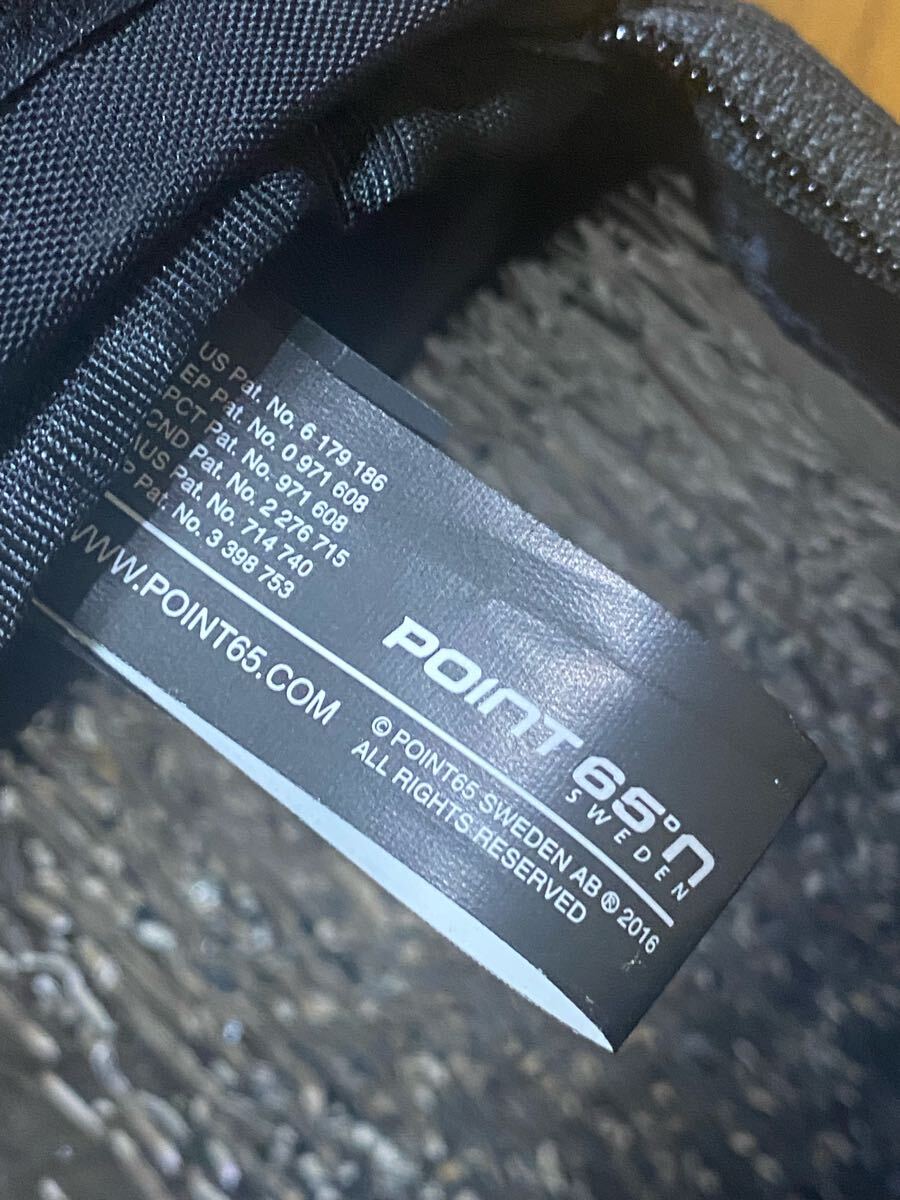 US Pat. No. 6 179 186
EP Pat. No. 0 971 608
PCT Pat. No. 971 608
CND Pat. No. 2 276 715
AUS Pat. No. 714 740
P Pat. No. 3 398 753
POINT 65°N
SWEDEN
WWW.POINT65.COM
© POINT65 SWEDEN AB ® 2016
ALL RIGHTS RESERVED